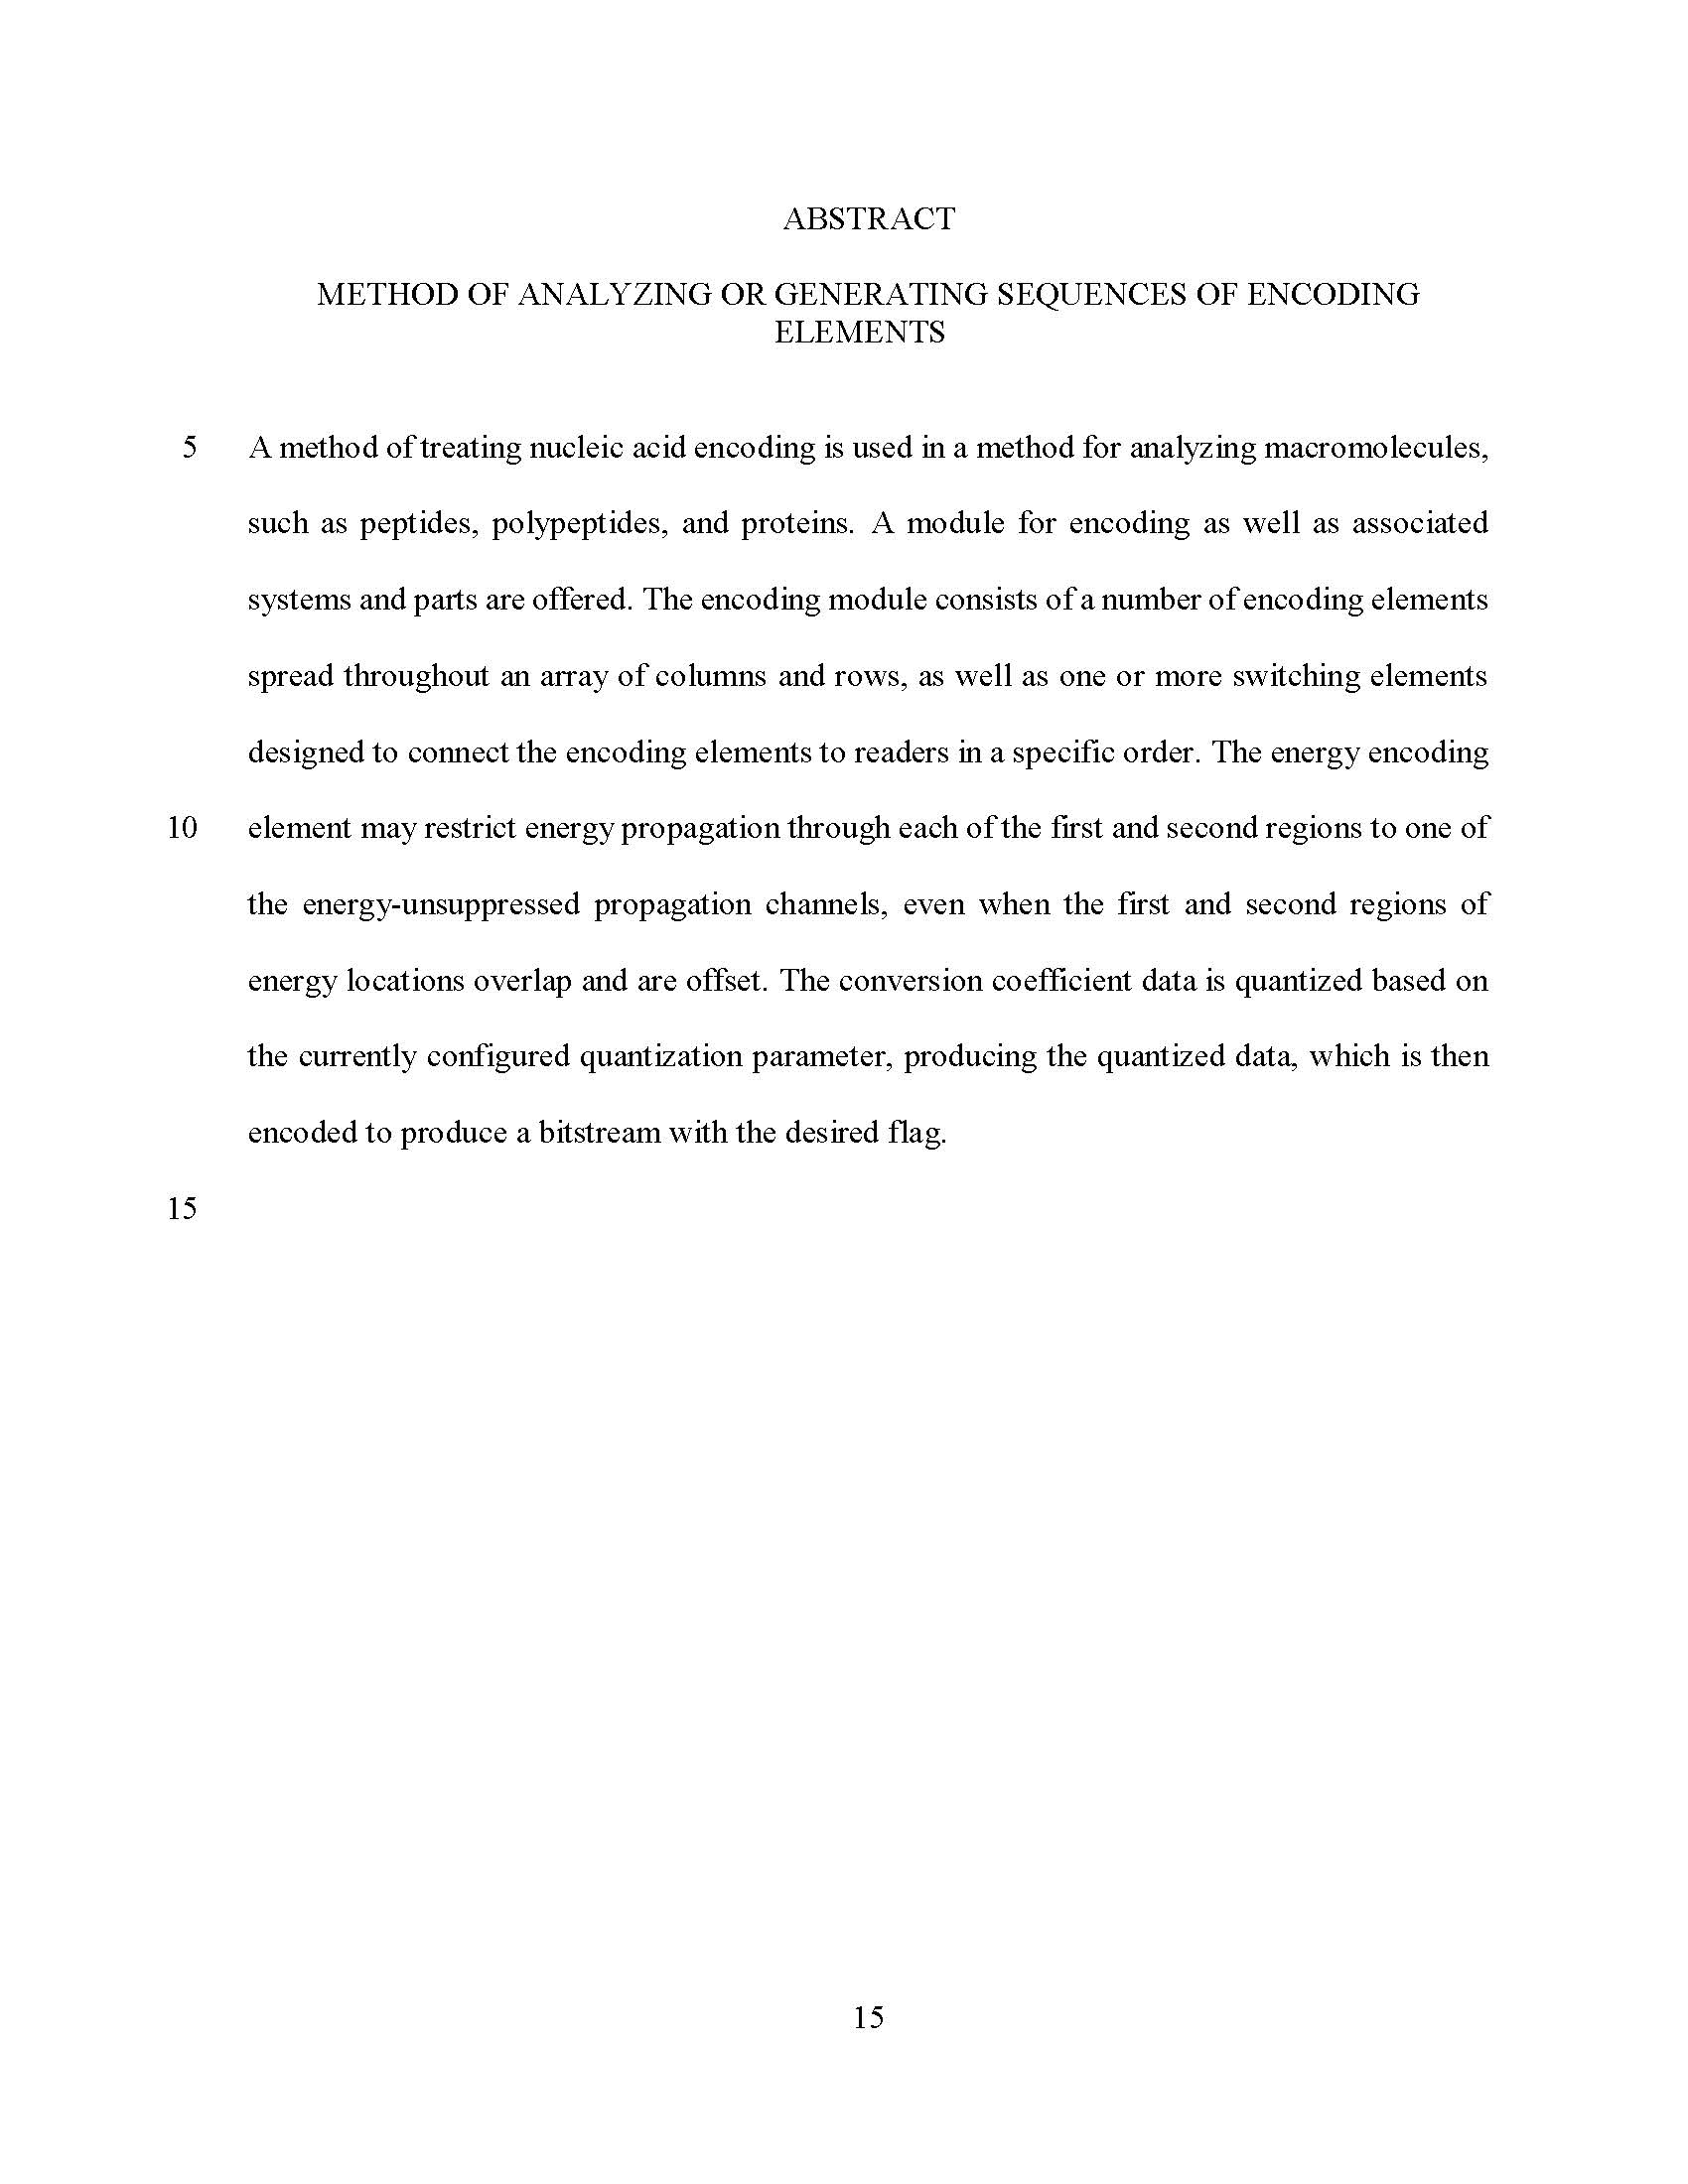 ABSTRACT
METHOD OF ANALYZING OR GENERATING SEQUENCES OF ENCODING
ELEMENTS
5 A method of treating nucleic acid encoding is used in a method for analyzing macromolecules,
such as peptides, polypeptides, and proteins. A module for encoding as well as associated
systems and parts are offered. The encoding module consists of a number of encoding elements
spread throughout an array of columns and rows, as well as one or more switching elements
designed to connect the encoding elements to readers in a specific order. The energy encoding
10 element may restrict energy propagation through each of the first and second regions to one of
the energy-unsuppressed propagation channels, even when the first and second regions of
energy locations overlap and are offset. The conversion coefficient data is quantized based on
the currently configured quantization parameter, producing the quantized data, which is then
encoded to produce a bitstream with the desired flag.
15
15